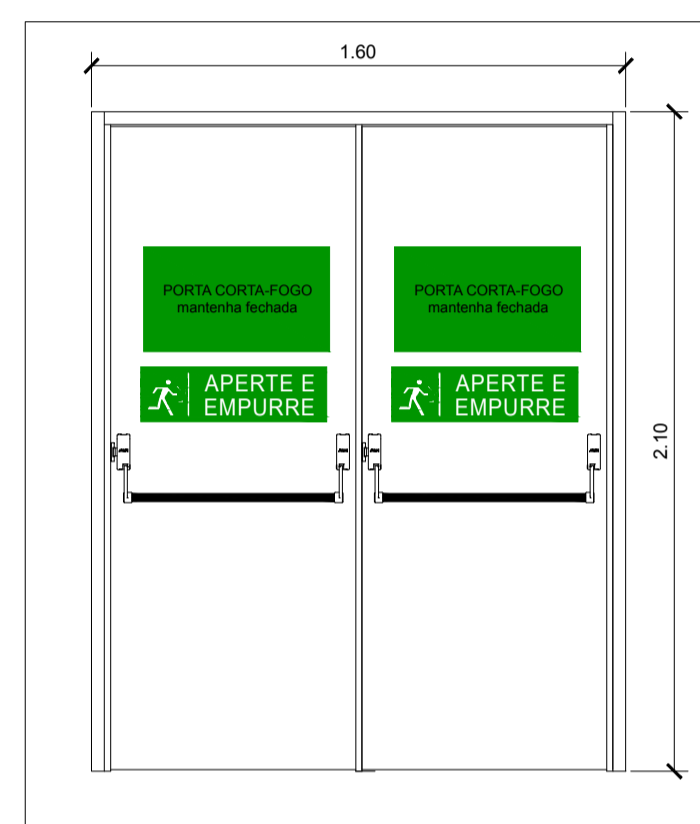 1.60
PORTA CORTA-FOGO
mantenha fechada
PORTA CORTA-FOGO
mantenha fechada
APERTE E
EMPURRE
APERTE E
EMPURRE
2.10